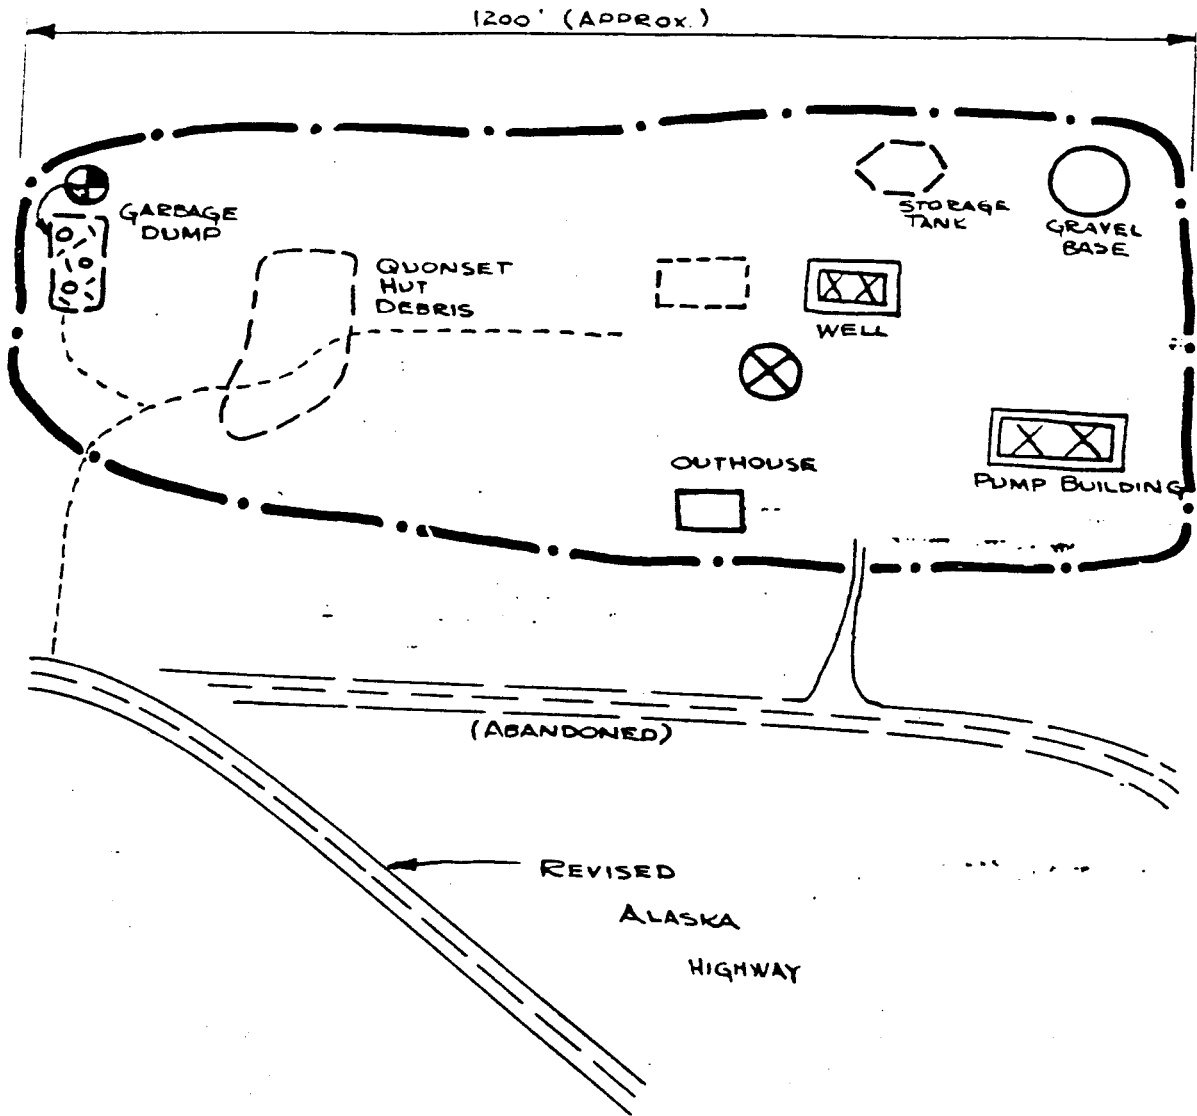 1200' (APPROX.)
GARBAGE
DUMP
QUONSET
HUT
DEBRIS
STORAGE
TANK
GRAVEL
BASE
WELL
OUTHOUSE
PUMP BUILDING
(ABANDONED)
REVISED
ALASKA
HIGHWAY